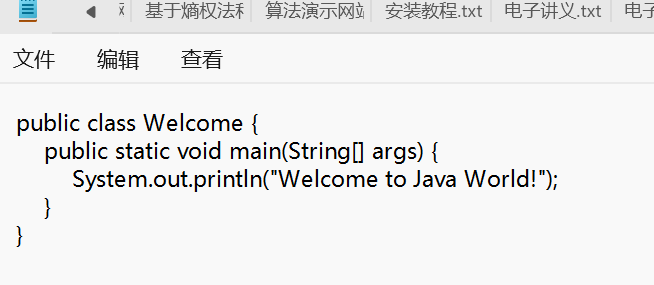 基于熵权法和 算法演示网站 安装教程.txt 电子讲义.txt 电子
文件 编辑 查看
public class Welcome {
public static void main(String[] args) {
System.out.println("Welcome to Java World!");
}
}